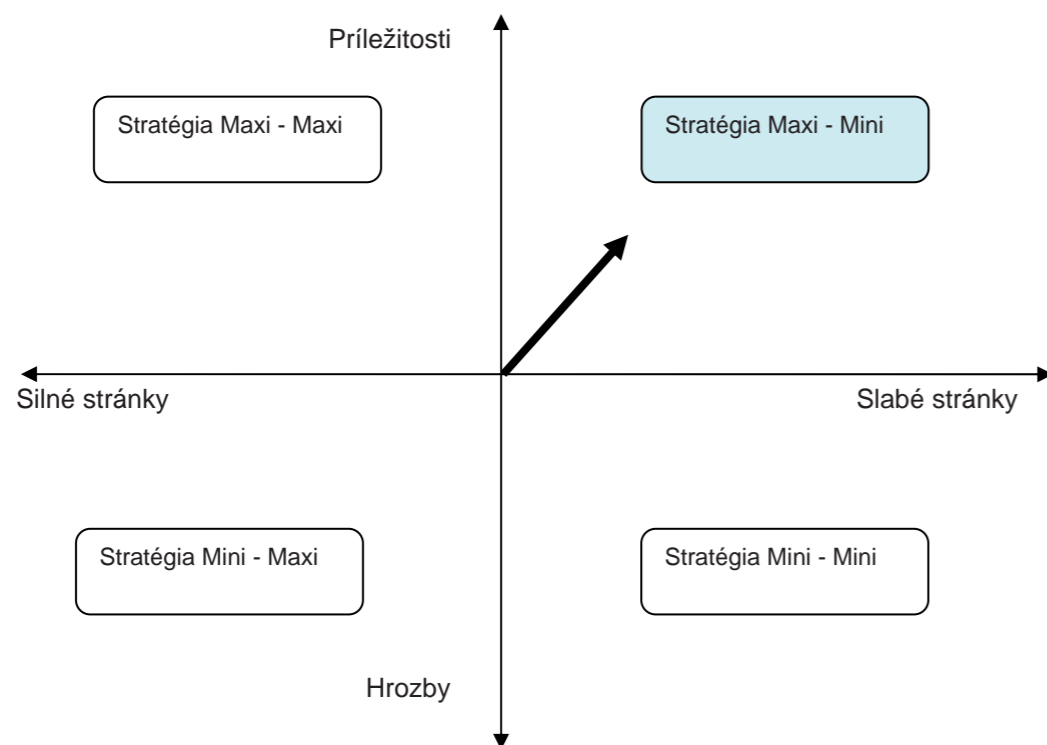 Príležitosti
Stratégia Maxi - Maxi
Stratégia Maxi - Mini
Silné stránky
Slabé stránky
Stratégia Mini - Maxi
Stratégia Mini - Mini
Hrozby